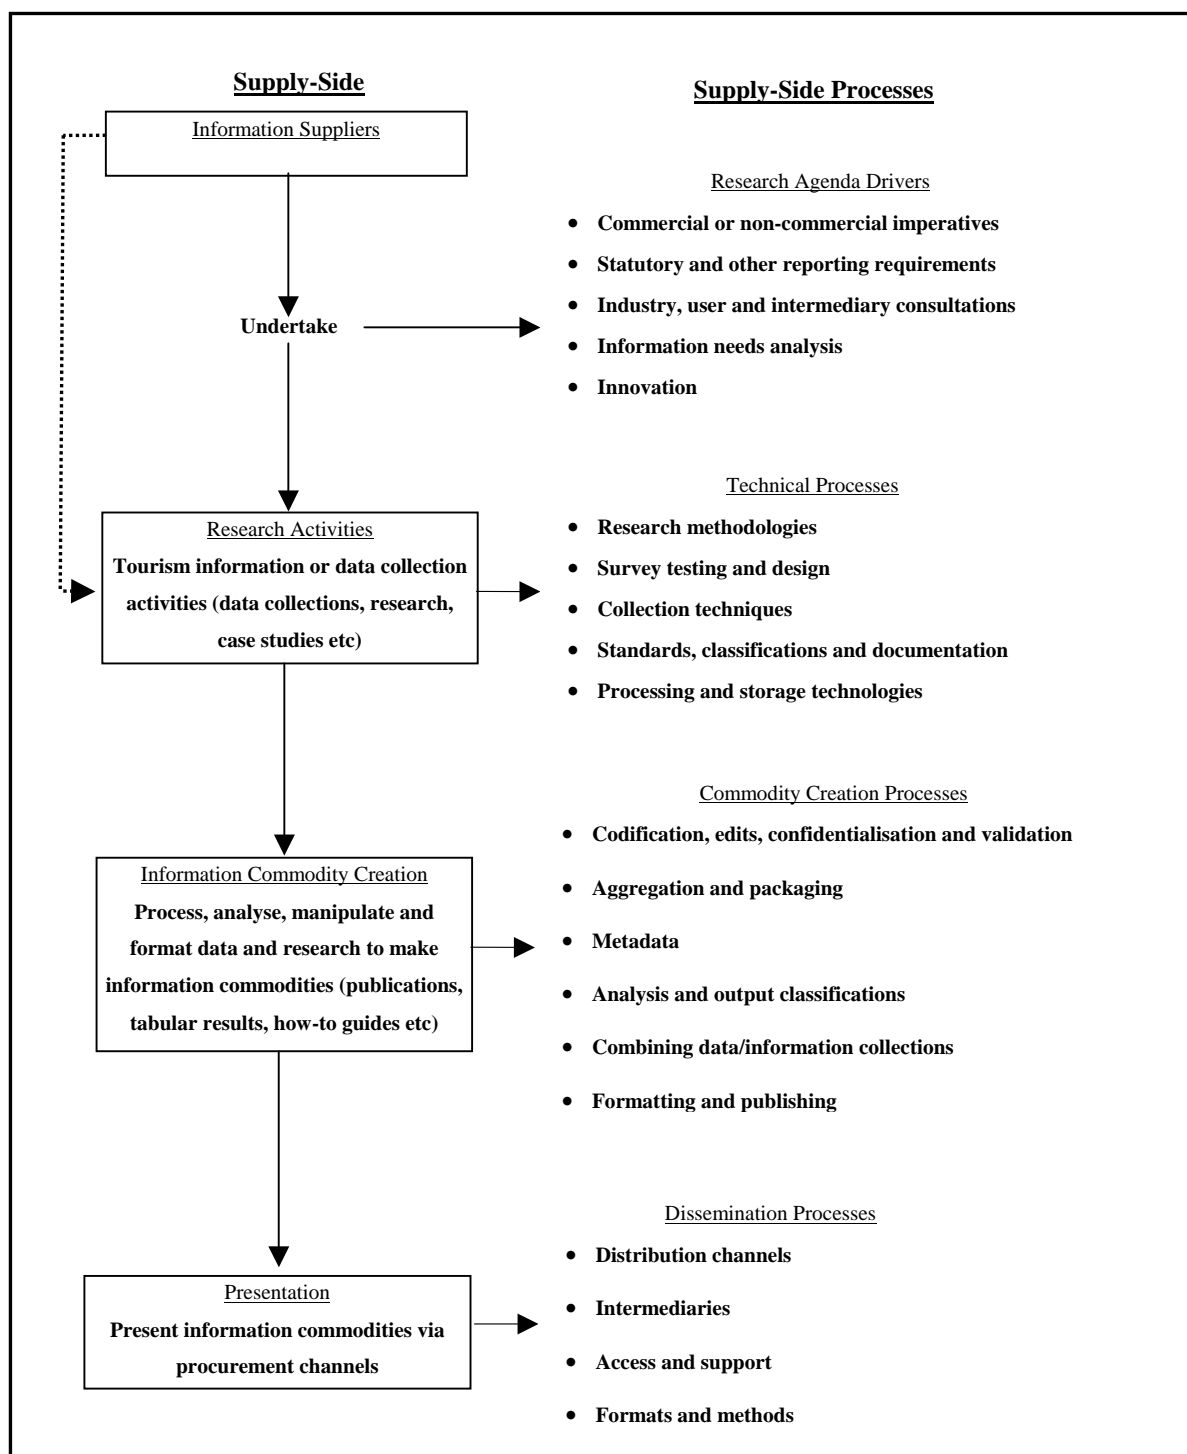 Supply-Side
Supply-Side Processes
Information Suppliers
Research Agenda Drivers
• Commercial or non-commercial imperatives
• Statutory and other reporting requirements
• Industry, user and intermediary consultations
Undertake
• Information needs analysis
• Innovation
Technical Processes
Research Activities
Tourism information or data collection
activities (data collections, research,
case studies etc)
• Research methodologies
• Survey testing and design
• Collection techniques
• Standards, classifications and documentation
• Processing and storage technologies
Commodity Creation Processes
Information Commodity Creation
Process, analyse, manipulate and
format data and research to make
information commodities (publications,
tabular results, how-to guides etc)
• Codification, edits, confidentialisation and validation
• Aggregation and packaging
• Metadata
• Analysis and output classifications
• Combining data/information collections
• Formatting and publishing
Dissemination Processes
Presentation
Present information commodities via
procurement channels
• Distribution channels
• Intermediaries
• Access and support
• Formats and methods